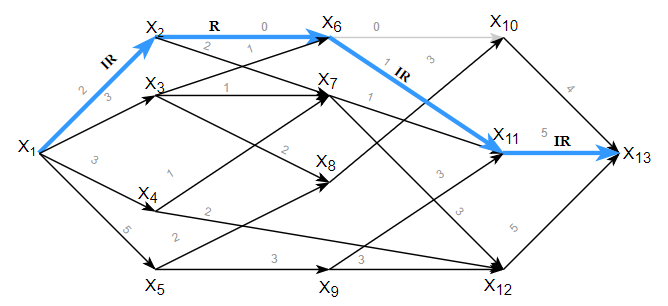 X2 R 0 X6 0 X10
IR 2 1
2 3 X3 1 X7 1 IR 3 4
X1 1 X11 5 IR X13
3 X4 1 2 X8 3
5 2 2 3 5
X5 3 X9 3 X12